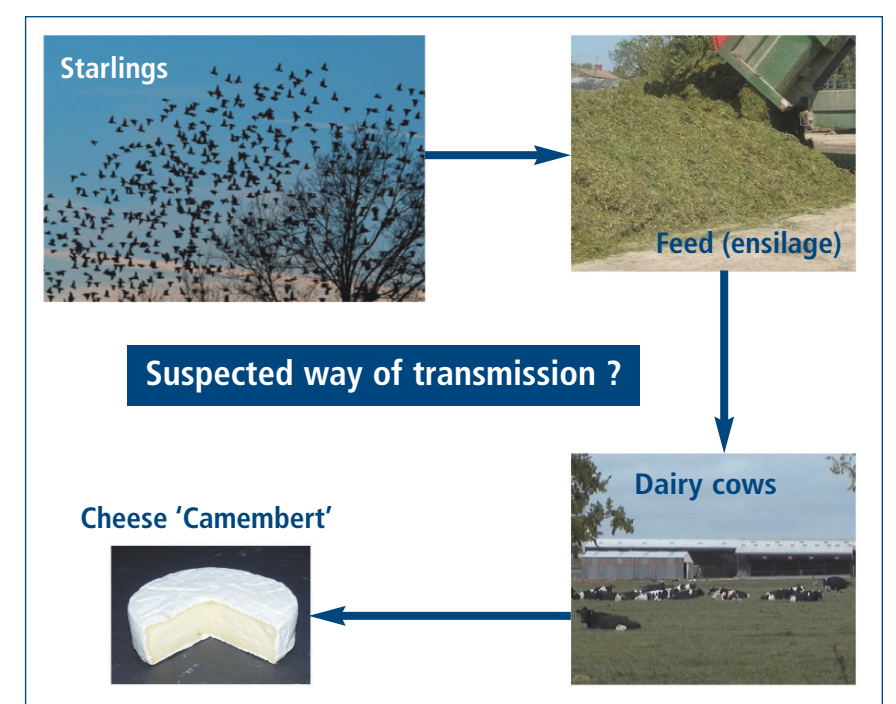 Starlings
Feed (ensilage)
Suspected way of transmission ?
Dairy cows
Cheese ‘Camembert’